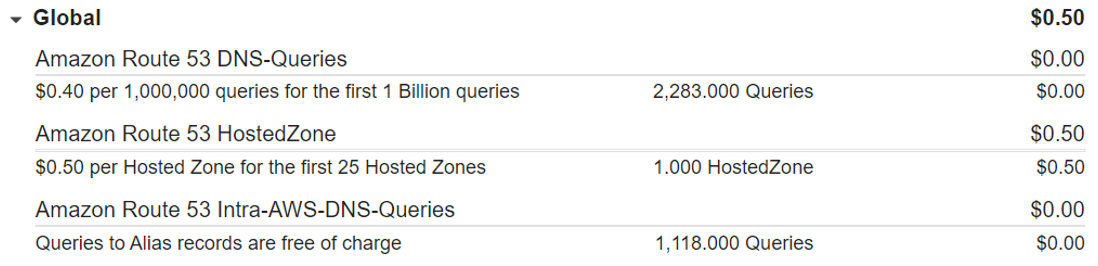 Global $0.50
Amazon Route 53 DNS-Queries $0.00
$0.40 per 1,000,000 queries for the first 1 Billion queries 2,283.000 Queries $0.00
Amazon Route 53 HostedZone $0.50
$0.50 per Hosted Zone for the first 25 Hosted Zones 1.000 HostedZone $0.50
Amazon Route 53 Intra-AWS-DNS-Queries $0.00
Queries to Alias records are free of charge 1,118.000 Queries $0.00